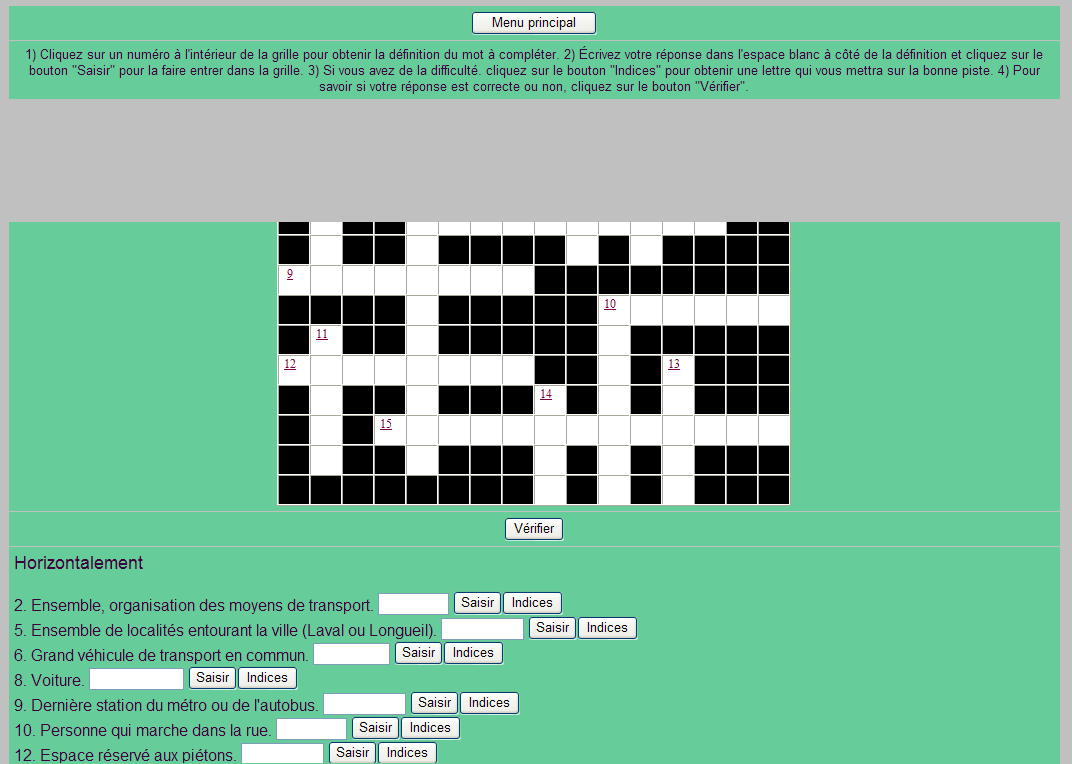 Menu principal
1) Cliquez sur un numéro à l'intérieur de la grille pour obtenir la définition du mot à compléter. 2) Écrivez votre réponse dans l'espace blanc à côté de la définition et cliquez sur le
bouton "Saisir" pour la faire entrer dans la grille. 3) Si vous avez de la difficulté. cliquez sur le bouton "Indices" pour obtenir une lettre qui vous mettra sur la bonne piste. 4) Pour
savoir si votre réponse est correcte ou non, cliquez sur le bouton "Vérifier".
9
10
11
12 13
14
15
Vérifier
Horizontalement
2. Ensemble, organisation des moyens de transport. Saisir Indices
5. Ensemble de localités entourant la ville (Laval ou Longueil). Saisir Indices
6. Grand véhicule de transport en commun. Saisir Indices
8. Voiture. Saisir Indices
9. Dernière station du métro ou de l'autobus. Saisir Indices
10. Personne qui marche dans la rue. Saisir Indices
12. Espace réservé aux piétons. Saisir Indices